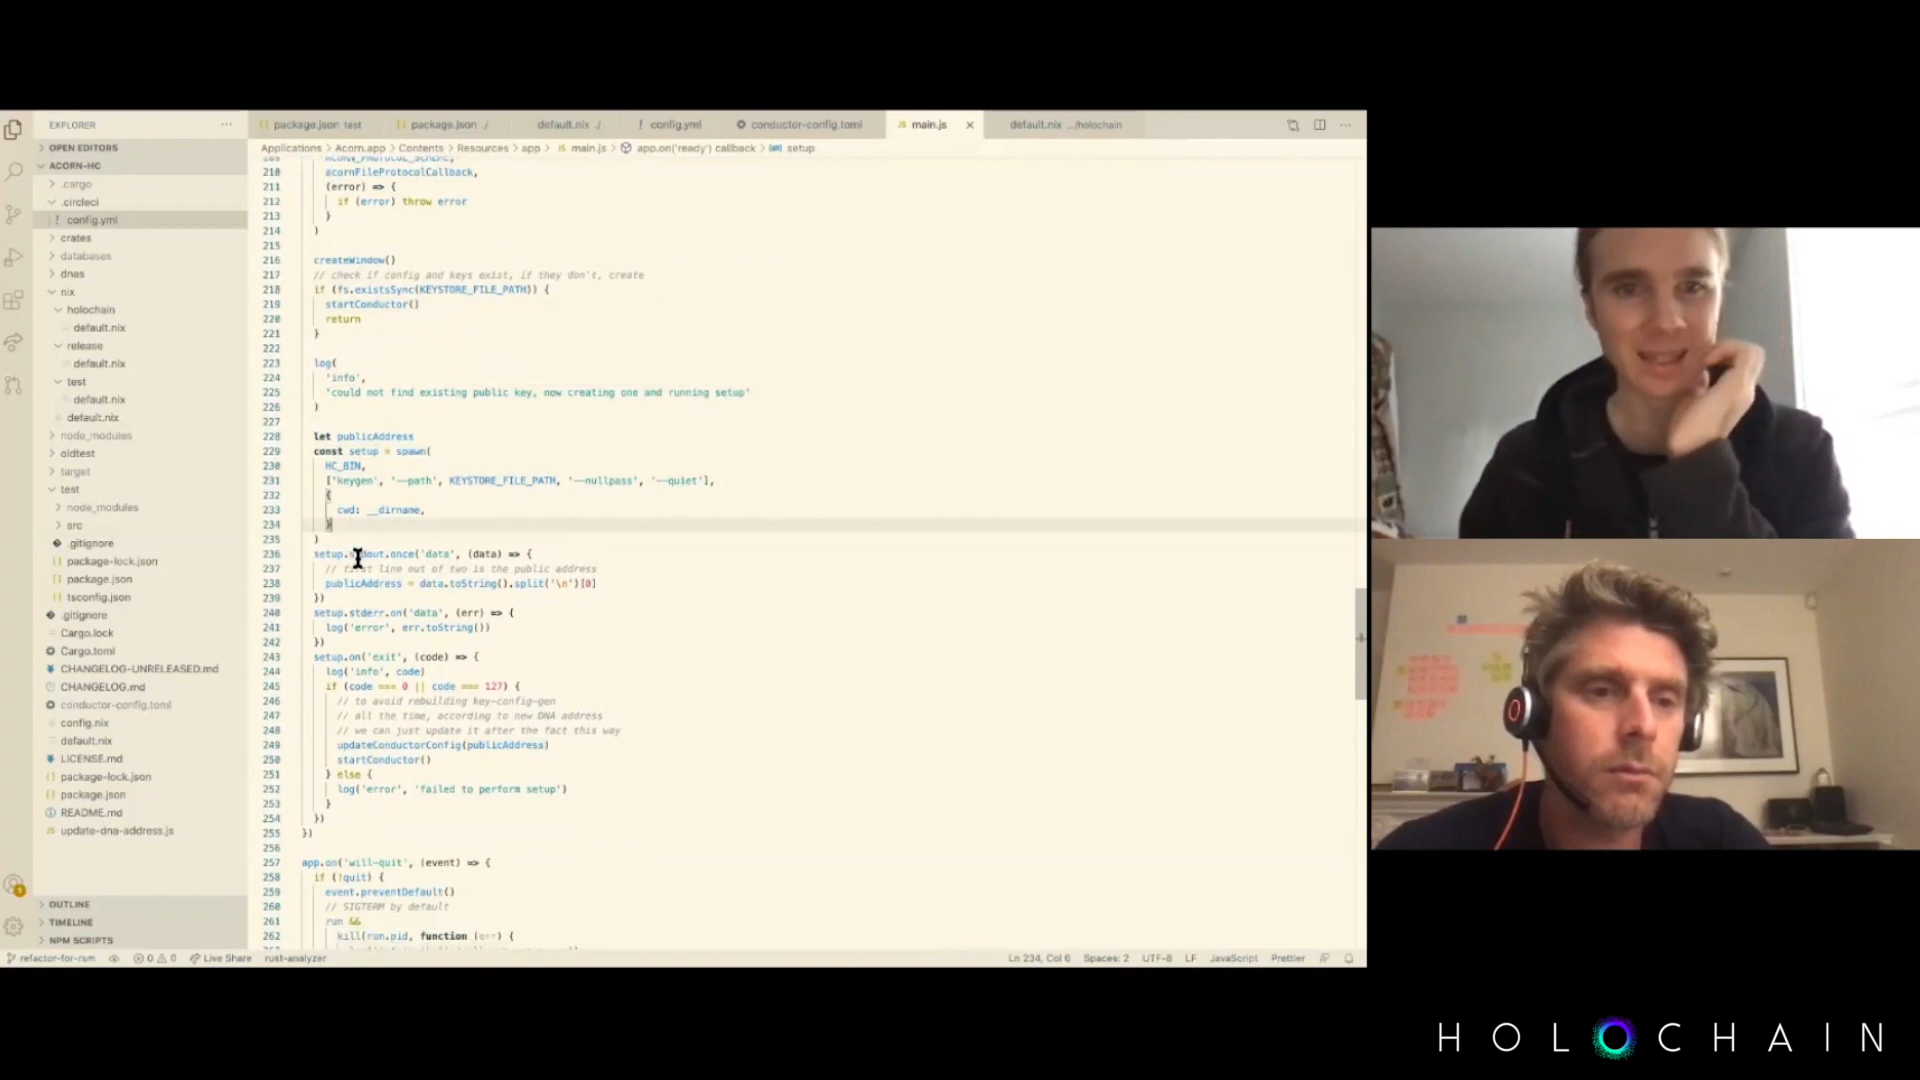 EXPLORER
OPEN EDITORS
ACORN-HC
.cargo
.circleci
! config.yml
crates
databases
dnas
nix
holochain
default.nix
release
default.nix
test
default.nix
default.nix
node_modules
oldtest
target
test
node_modules
src
.gitignore
package-lock.json
package.json
tsconfig.json
.gitignore
Cargo.lock
Cargo.toml
CHANGELOG-UNRELEASED.md
CHANGELOG.md
conductor-config.toml
config.nix
default.nix
LICENSE.md
package-lock.json
package.json
README.md
update-dna-address.js
OUTLINE
TIMELINE
NPM SCRIPTS
package.json test
package.json ./
default.nix ./
! config.yml
conductor-config.toml
JS main.js
default.nix .../holochain
Applications > Acorn.app > Contents > Resources > app > JS main.js > app.on('ready') callback > setup
209 ACORN_PROTOCOL_SCHEME,
210 acornFileProtocolCallback,
211 (error) => {
212 if (error) throw error
213 }
214 )
215
216 createWindow()
217 // check if config and keys exist, if they don't, create
218 if (fs.existsSync(KEYSTORE_FILE_PATH)) {
219 startConductor()
220 return
221 }
222
223 log(
224 'info',
225 'could not find existing public key, now creating one and running setup'
226 )
227
228 let publicAddress
229 const setup = spawn(
230 HC_BIN,
231 ['keygen', '--path', KEYSTORE_FILE_PATH, '--nullpass', '--quiet'],
232 {
233 cwd: __dirname,
234 }
235 )
236 setup.stdout.once('data', (data) => {
237 // first line out of two is the public address
238 publicAddress = data.toString().split('\n')[0]
239 })
240 setup.stderr.on('data', (err) => {
241 log('error', err.toString())
242 })
243 setup.on('exit', (code) => {
244 log('info', code)
245 if (code === 0 || code === 127) {
246 // to avoid rebuilding key-config-gen
247 // all the time, according to new DNA address
248 // we can just update it after the fact this way
249 updateConductorConfig(publicAddress)
250 startConductor()
251 } else {
252 log('error', 'failed to perform setup')
253 }
254 })
255 })
256
257 app.on('will-quit', (event) => {
258 if (!quit) {
259 event.preventDefault()
260 // SIGTERM by default
261 run &&
262 kill(run.pid, function (err) {
refactor-for-rsm 0 0 Live Share rust-analyzer Ln 234, Col 6 Spaces: 2 UTF-8 LF JavaScript Prettier
HOLOCHAIN